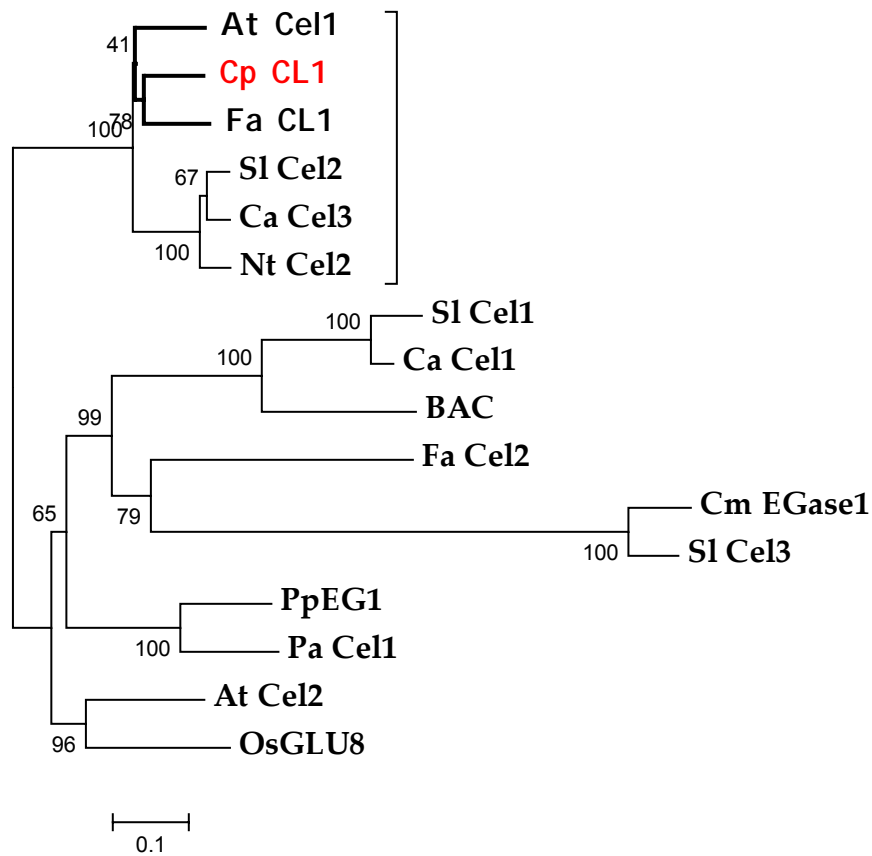 At Cel1
41
Cp CL1
Fa CL1
78
100
Sl Cel2
67
Ca Cel3
100
Nt Cel2
Sl Cel1
100
Ca Cel1
100
BAC
99
Fa Cel2
79
Cm EGase1
65
100
Sl Cel3
PpEG1
100
Pa Cel1
At Cel2
96
OsGLU8
0.1